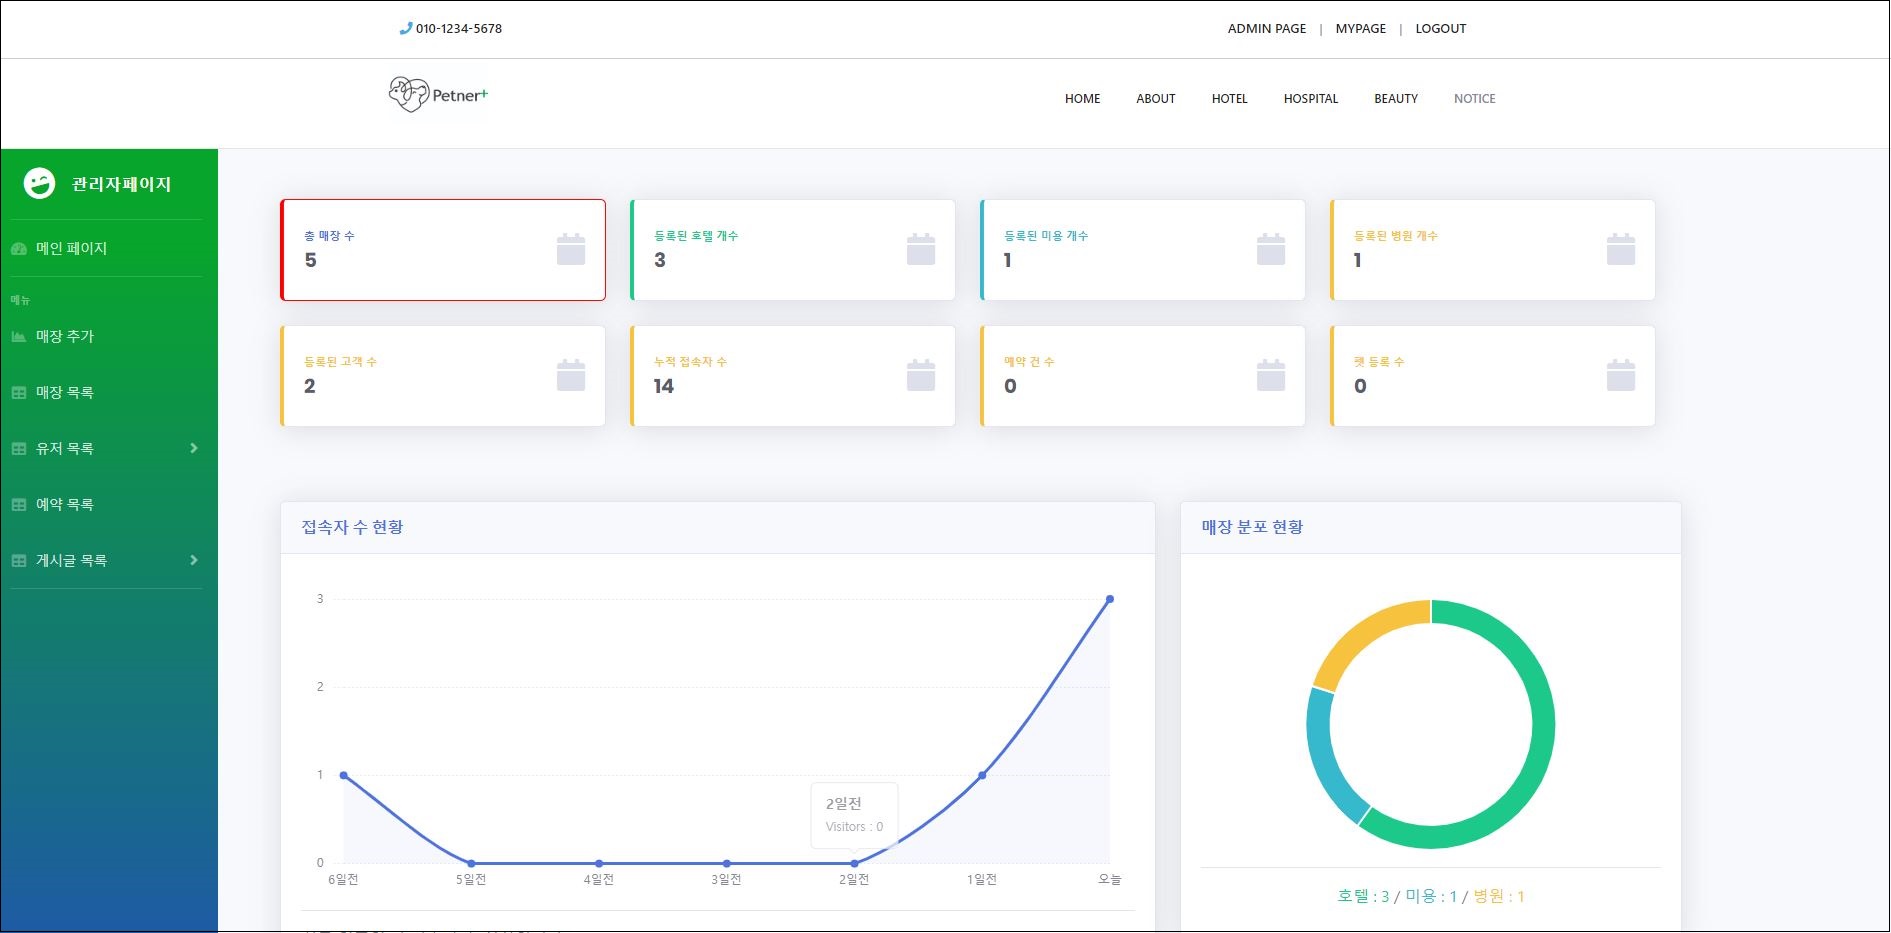 010-1234-5678
ADMIN PAGE | MYPAGE | LOGOUT
Petner+
HOME ABOUT HOTEL HOSPITAL BEAUTY NOTICE
관리자페이지
메인 페이지
메뉴
매장 추가
매장 목록
유저 목록
예약 목록
게시글 목록
총 매장 수
5
등록된 호텔 개수
3
등록된 미용 개수
1
등록된 병원 개수
1
등록된 고객 수
2
누적 접속자 수
14
예약 건 수
0
펫 등록 수
0
접속자 수 현황
3
2
1
0
2일전
Visitors : 0
6일전 5일전 4일전 3일전 2일전 1일전 오늘
매장 분포 현황
호텔 : 3 / 미용 : 1 / 병원 : 1